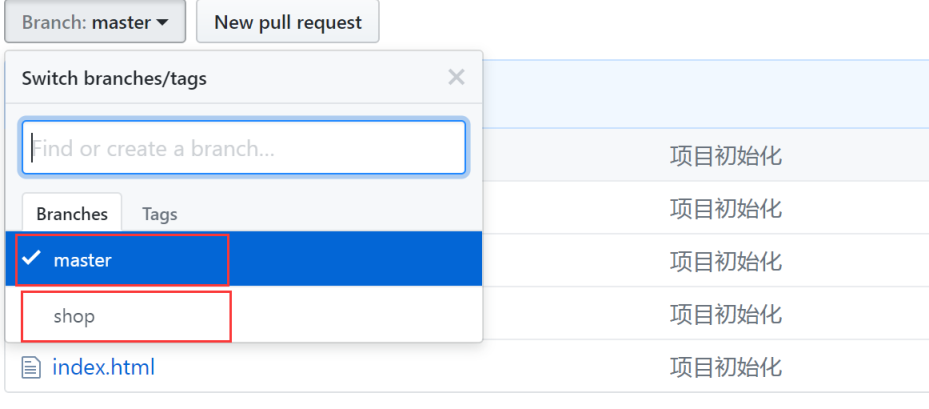 Branch: master
New pull request
Switch branches/tags
Find or create a branch...
Branches
Tags
master
shop
项目初始化
项目初始化
项目初始化
项目初始化
index.html
项目初始化